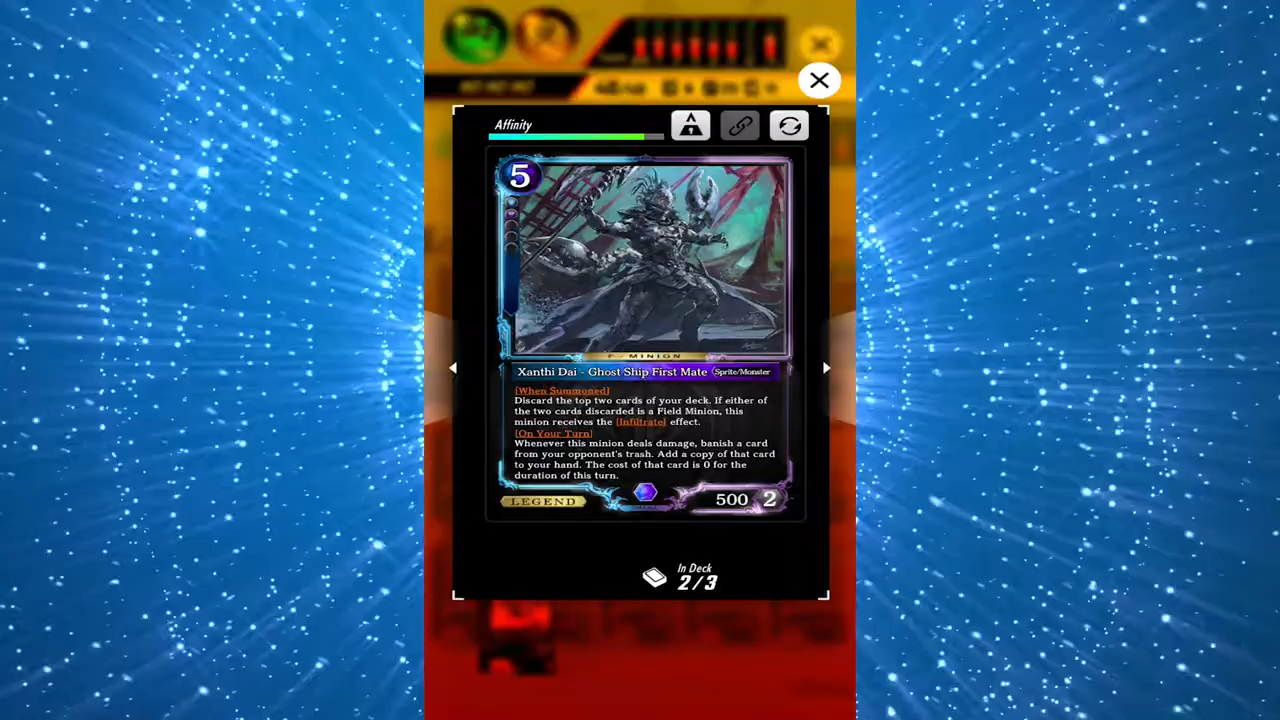 Affinity
5
F - MINION
Xanthi Dai - Ghost Ship First Mate (Sprite/Monster)
[When Summoned]
Discard the top two cards of your deck. If either of
the two cards discarded is a Field Minion, this
minion receives the [Infiltrate] effect.
[On Your Turn]
Whenever this minion deals damage, banish a card
from your opponent's trash. Add a copy of that card
to your hand. The cost of that card is 0 for the
duration of this turn.
LEGEND
500 2
In Deck
2/3